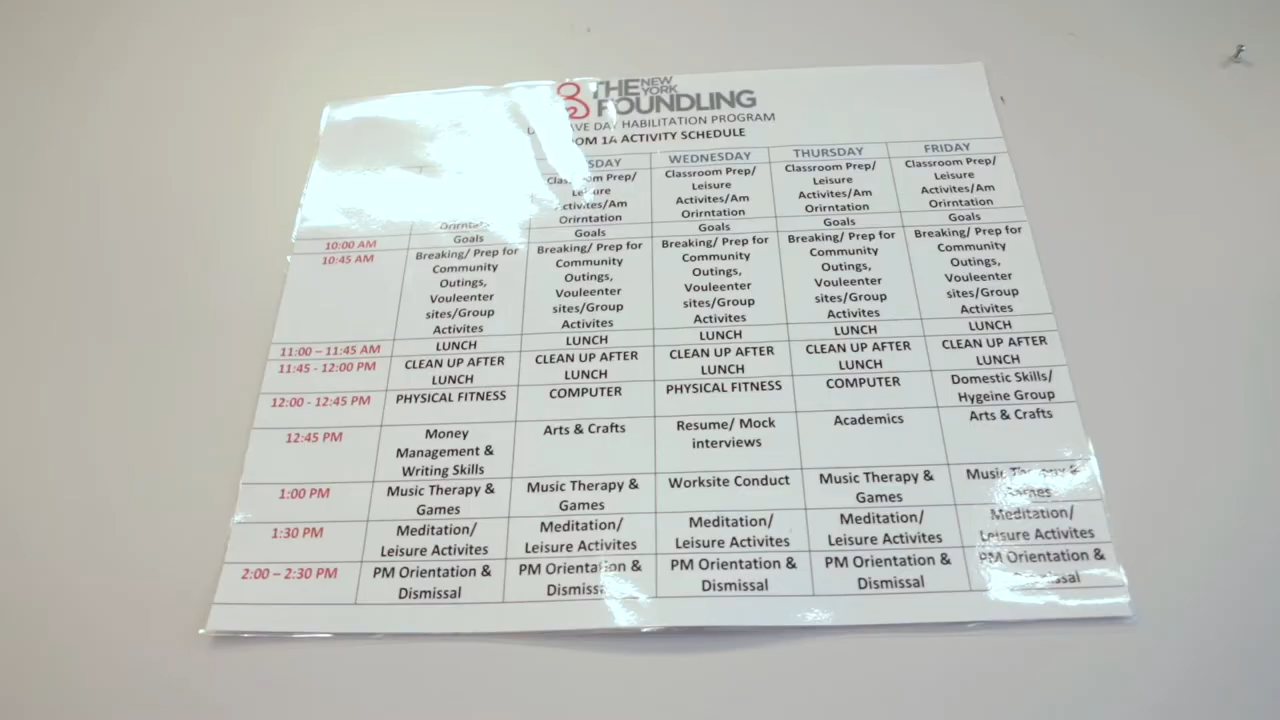 THE NEW YORK FOUNDLING
DAY HABILITATION PROGRAM
1A ACTIVITY SCHEDULE
WEDNESDAY THURSDAY FRIDAY
Classroom Prep/ Leisure Activites/Am Orirntation
Classroom Prep/ Leisure Activites/Am Orirntation
Classroom Prep/ Leisure Activites/Am Orirntation
Classroom Prep/ Leisure Activites/Am Orirntation
10:00 AM Goals Goals Goals Goals Goals
10:45 AM
Breaking/ Prep for Community Outings, Vouleenter sites/Group Activites
Breaking/ Prep for Community Outings, Vouleenter sites/Group Activites
Breaking/ Prep for Community Outings, Vouleenter sites/Group Activites
Breaking/ Prep for Community Outings, Vouleenter sites/Group Activites
Breaking/ Prep for Community Outings, Vouleenter sites/Group Activites
11:00 – 11:45 AM LUNCH LUNCH LUNCH LUNCH LUNCH
11:45 - 12:00 PM CLEAN UP AFTER LUNCH CLEAN UP AFTER LUNCH CLEAN UP AFTER LUNCH CLEAN UP AFTER LUNCH CLEAN UP AFTER LUNCH
12:00 - 12:45 PM PHYSICAL FITNESS COMPUTER PHYSICAL FITNESS COMPUTER Domestic Skills/ Hygeine Group
12:45 PM Money Management & Writing Skills Arts & Crafts Resume/ Mock interviews Academics Arts & Crafts
1:00 PM Music Therapy & Games Music Therapy & Games Worksite Conduct Music Therapy & Games Music Therapy & Games
1:30 PM Meditation/ Leisure Activites Meditation/ Leisure Activites Meditation/ Leisure Activites Meditation/ Leisure Activites Meditation/ Leisure Activites
2:00 – 2:30 PM PM Orientation & Dismissal PM Orientation & Dismissal PM Orientation & Dismissal PM Orientation & Dismissal PM Orientation & Dismissal